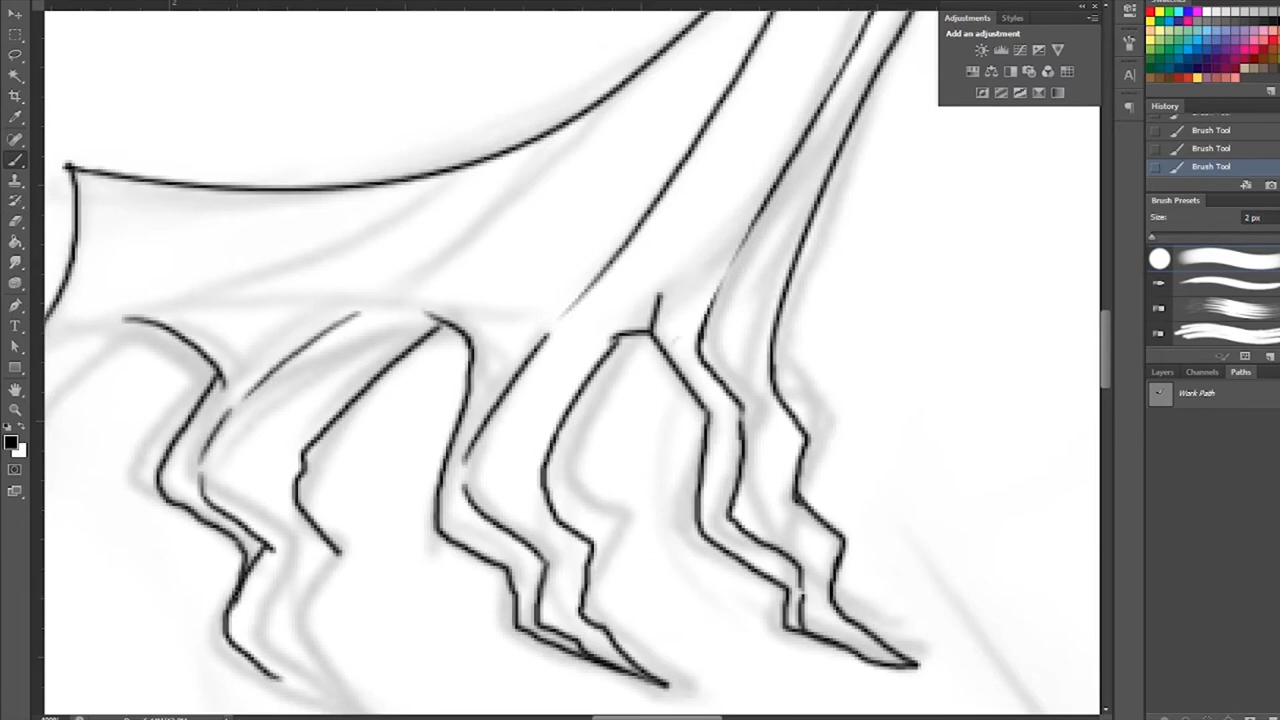 2
Adjustments Styles
Add an adjustment
History
Brush Tool
Brush Tool
Brush Tool
Brush Presets
Size: 2 px
Layers Channels Paths
Work Path